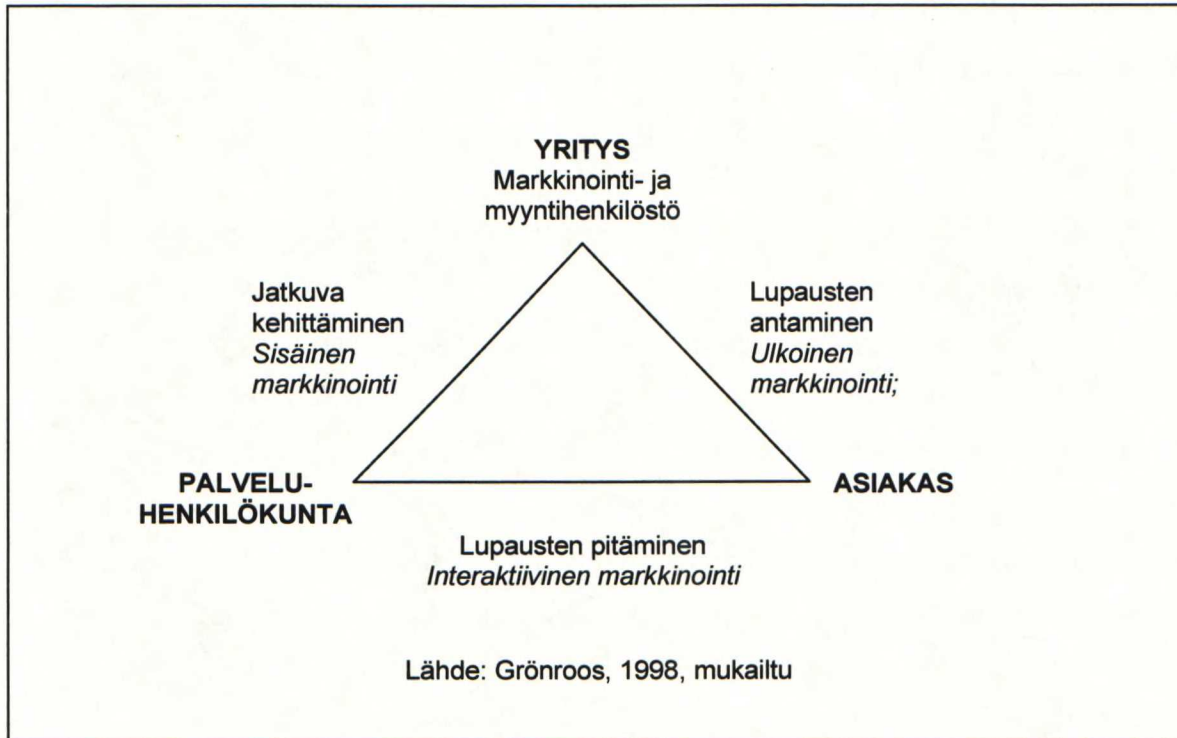 YRITYS
Markkinointi- ja
myyntihenkilöstö
Jatkuva
kehittäminen
Sisäinen
markkinointi
Lupausten
antaminen
Ulkoinen
markkinointi;
PALVELU-
HENKILÖKUNTA
ASIAKAS
Lupausten pitäminen
Interaktiivinen markkinointi
Lähde: Grönroos, 1998, mukailtu